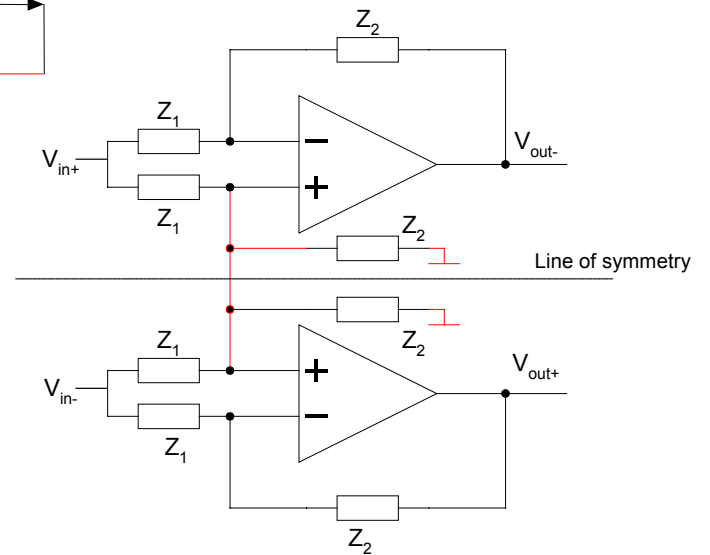 Z2
Z1
Vin+
−
Vout-
+
Z1
Z2
Line of symmetry
Z1
Z2
+
Vout+
Vin-
−
Z1
Z2